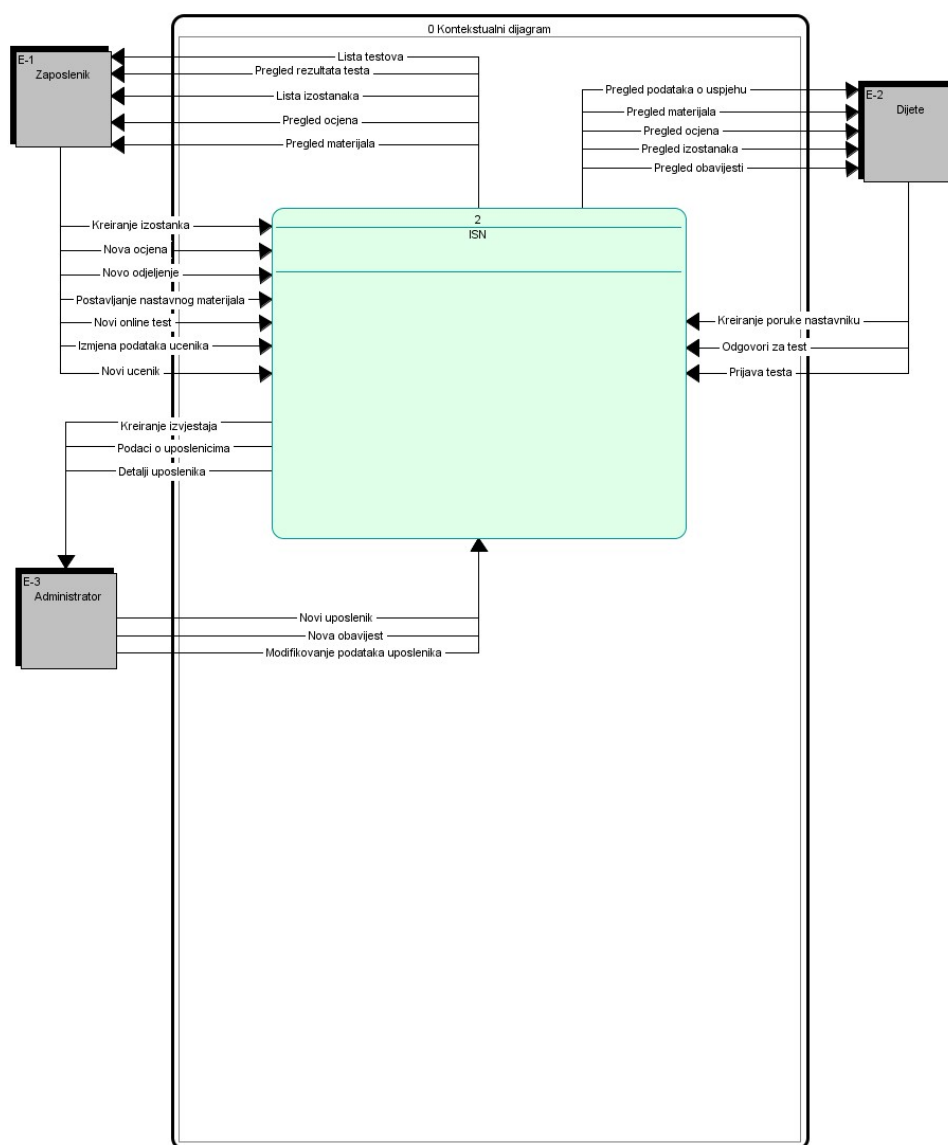 0 Kontekstualni dijagram
E-1
Zaposlenik
Lista testova
Pregled rezultata testa
Lista izostanaka
Pregled ocjena
Pregled materijala
Pregled podataka o uspjehu
Pregled materijala
Pregled ocjena
Pregled izostanaka
Pregled obavijesti
E-2
Dijete
2
ISN
Kreiranje izostanka
Nova ocjena
Novo odjeljenje
Postavljanje nastavnog materijala
Novi online test
Izmjena podataka ucenika
Novi ucenik
Kreiranje poruke nastavniku
Odgovori za test
Prijava testa
Kreiranje izvjestaja
Podaci o uposlenicima
Detalji uposlenika
E-3
Administrator
Novi uposlenik
Nova obavijest
Modifikovanje podataka uposlenika